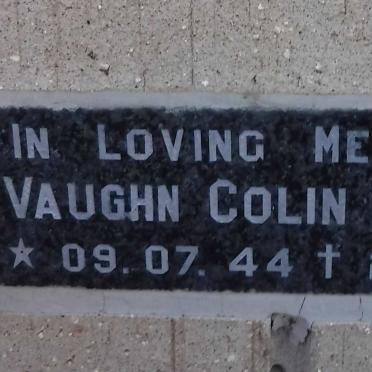 IN LOVING ME
VAUGHN COLIN
★ 09.07.44 †